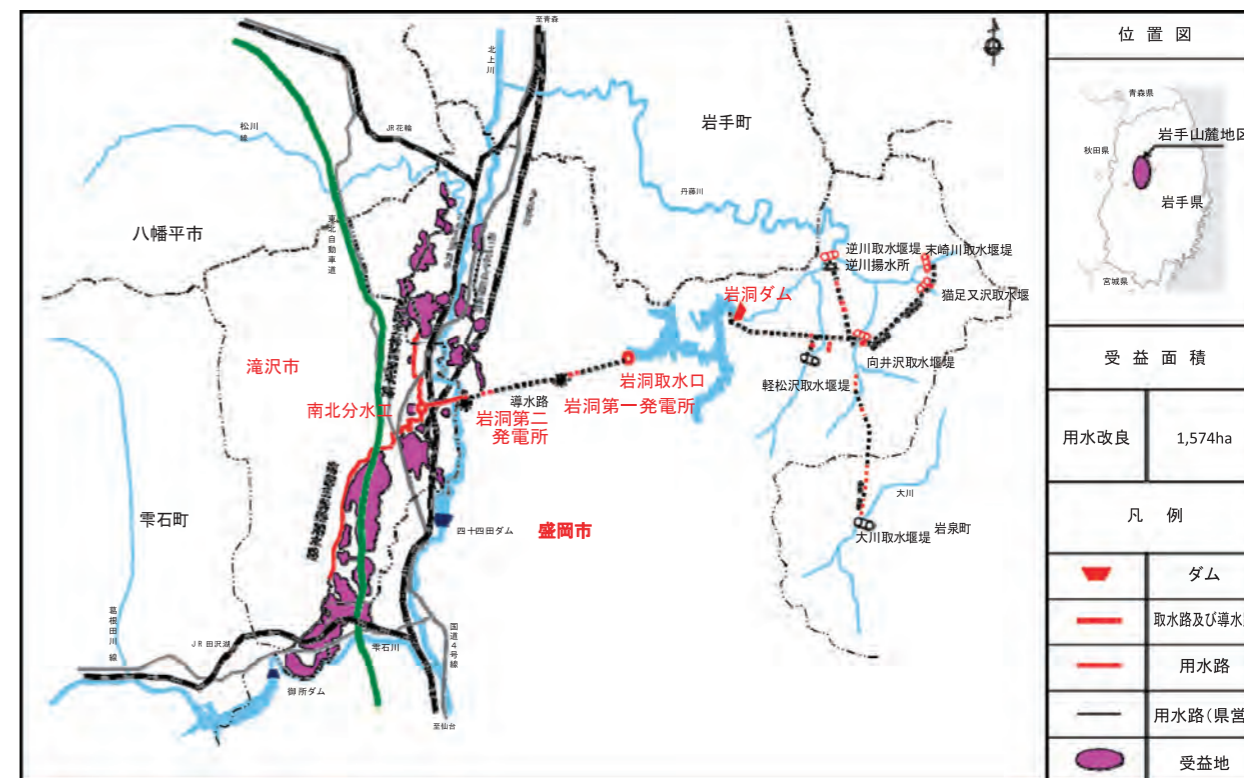 至青森
北上川
岩手町
松川
線
JR花輪
丹藤川
八幡平市
東北自動車道
逆川取水堰堤
末崎川取水堰堤
逆川揚水所
猫足又沢取水堰
岩洞ダム
滝沢市
向井沢取水堰堤
岩洞取水口
軽松沢取水堰堤
導水路
岩洞第一発電所
南北分水工
岩洞第二
発電所
大川
雫石町
四十四田ダム
盛岡市
大川取水堰堤
岩泉町
葛根田川
線
JR田沢湖
雫石川
国道4号線
御所ダム
至仙台
位置図
青森県
秋田県
岩手山麓地区
岩手県
宮城県
受益面積
用水改良
1,574ha
凡例
ダム
取水路及び導水
用水路
用水路(県営
受益地